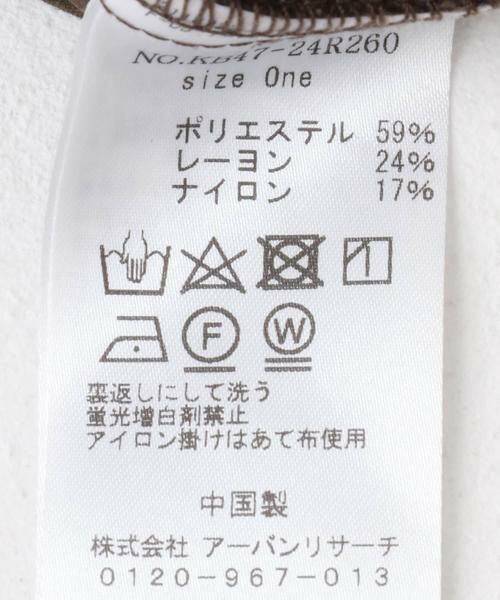 NO.KB47-24R260
size One
ポリエステル 59%
レーヨン 24%
ナイロン 17%
F W
裏返しにして洗う
蛍光増白剤禁止
アイロン掛けはあて布使用
中国製
株式会社 アーバンリサーチ
0120-967-013